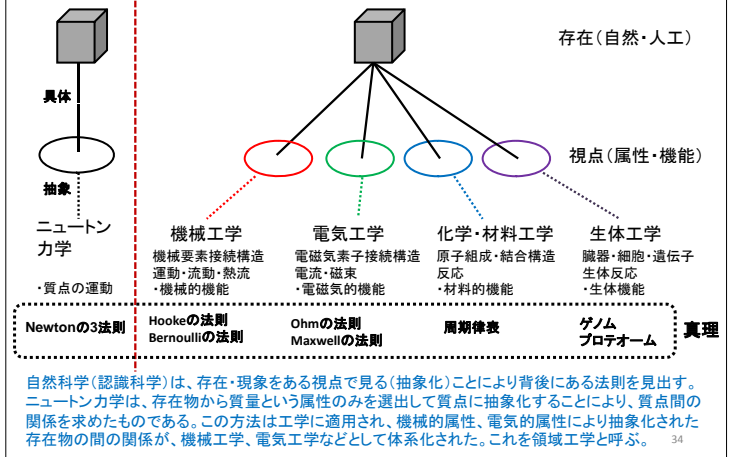 存在(自然・人工)
具体
視点(属性・機能)
抽象
ニュートン
力学
機械工学
電気工学
化学・材料工学
生体工学
機械要素接続構造
電磁気素子接続構造
原子組成・結合構造
臓器・細胞・遺伝子
運動・流動・熱流
電流・磁束
反応
生体反応
・質点の運動
・機械的機能
・電磁気的機能
・材料的機能
・生体機能
Newtonの3法則
Hookeの法則
Bernoulliの法則
Ohmの法則
Maxwellの法則
周期律表
ゲノム
プロテオーム
真理
自然科学(認識科学)は、存在・現象をある視点で見る(抽象化)ことにより背後にある法則を見出す。
ニュートン力学は、存在物から質量という属性のみを選出して質点に抽象化することにより、質点間の
関係を求めたものである。この方法は工学に適用され、機械的属性、電気的属性により抽象化された
存在物の間の関係が、機械工学、電気工学などとして体系化された。これを領域工学と呼ぶ。
34